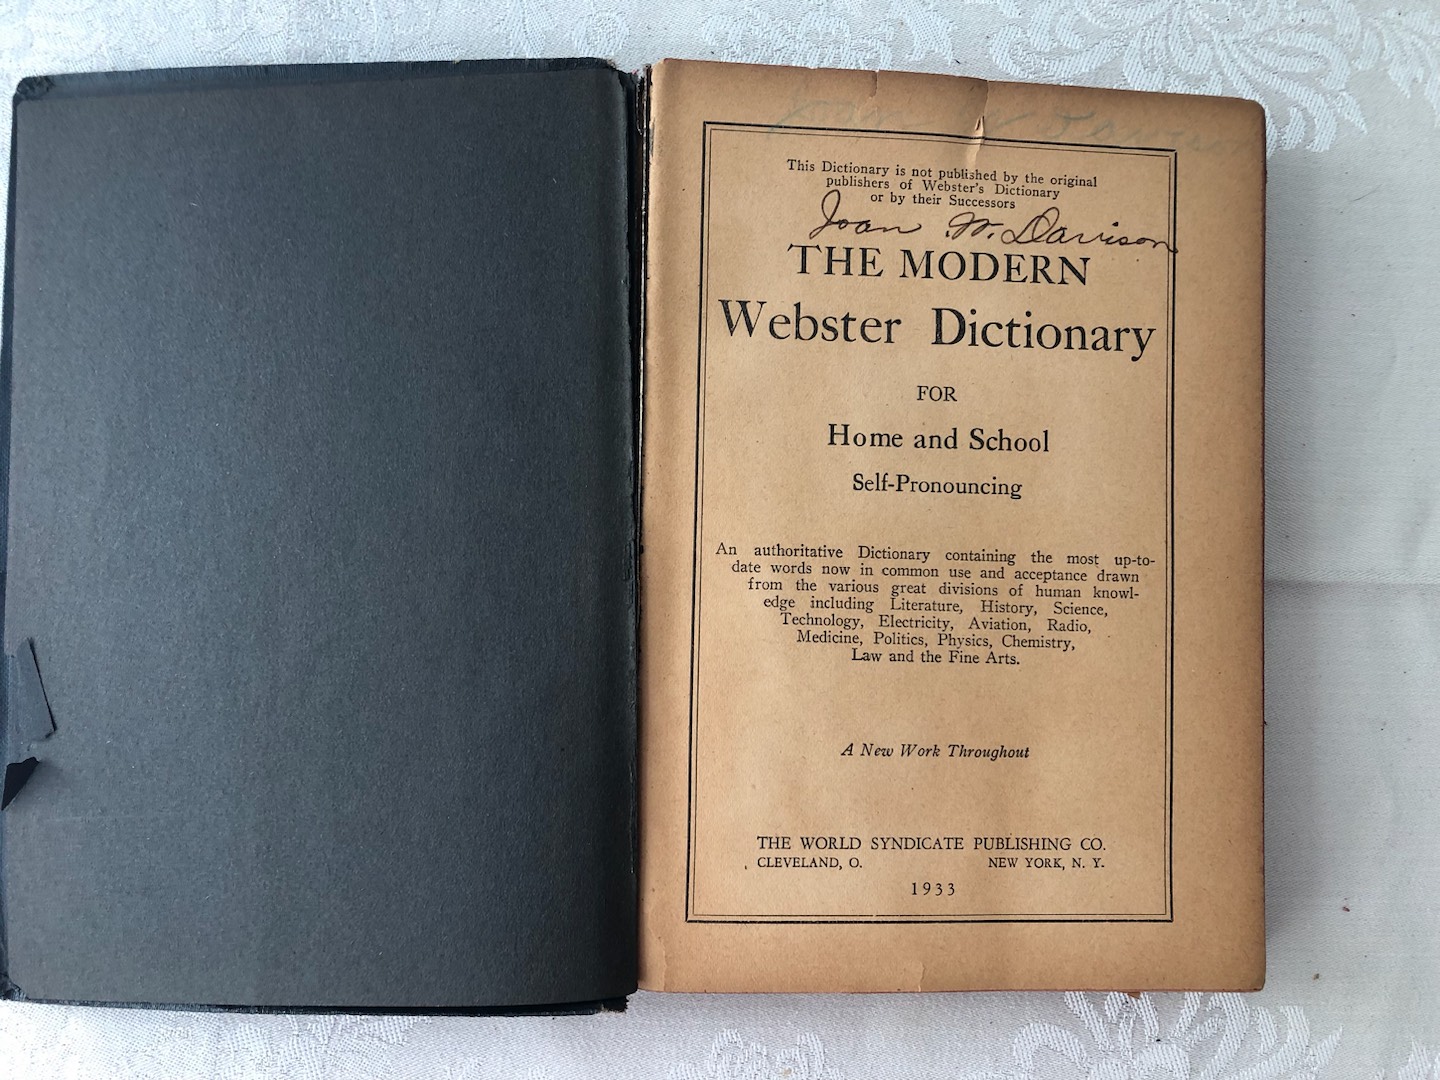 Joan W Davison
This Dictionary is not published by the original
publishers of Webster's Dictionary
or by their Successors
Joan W. Davison
THE MODERN
Webster Dictionary
FOR
Home and School
Self-Pronouncing
An authoritative Dictionary containing the most up-to-
date words now in common use and acceptance drawn
from the various great divisions of human knowl-
edge including Literature, History, Science,
Technology, Electricity, Aviation, Radio,
Medicine, Politics, Physics, Chemistry,
Law and the Fine Arts.
A New Work Throughout
THE WORLD SYNDICATE PUBLISHING CO.
CLEVELAND, O. NEW YORK, N. Y.
1933